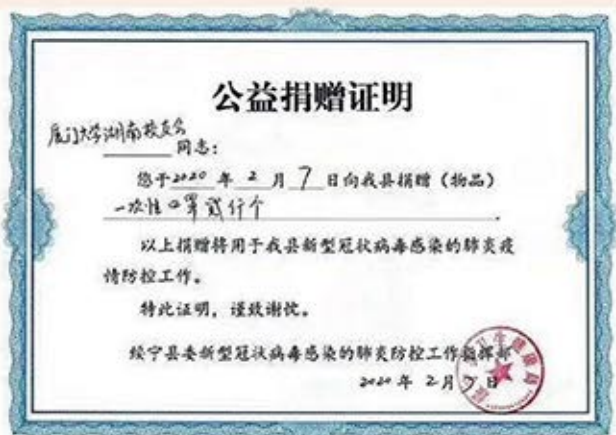 公益捐赠证明
厦门大学湖南校友会
同志：
您于2020年2月7日向我县捐赠（物品）
一次性口罩贰仟个.
以上捐赠将用于我县新型冠状病毒感染的肺炎疫
情防控工作。
特此证明，谨致谢忱。
绥宁县委新型冠状病毒感染的肺炎防控工作指挥部
2020年2月7日
卫生健康局